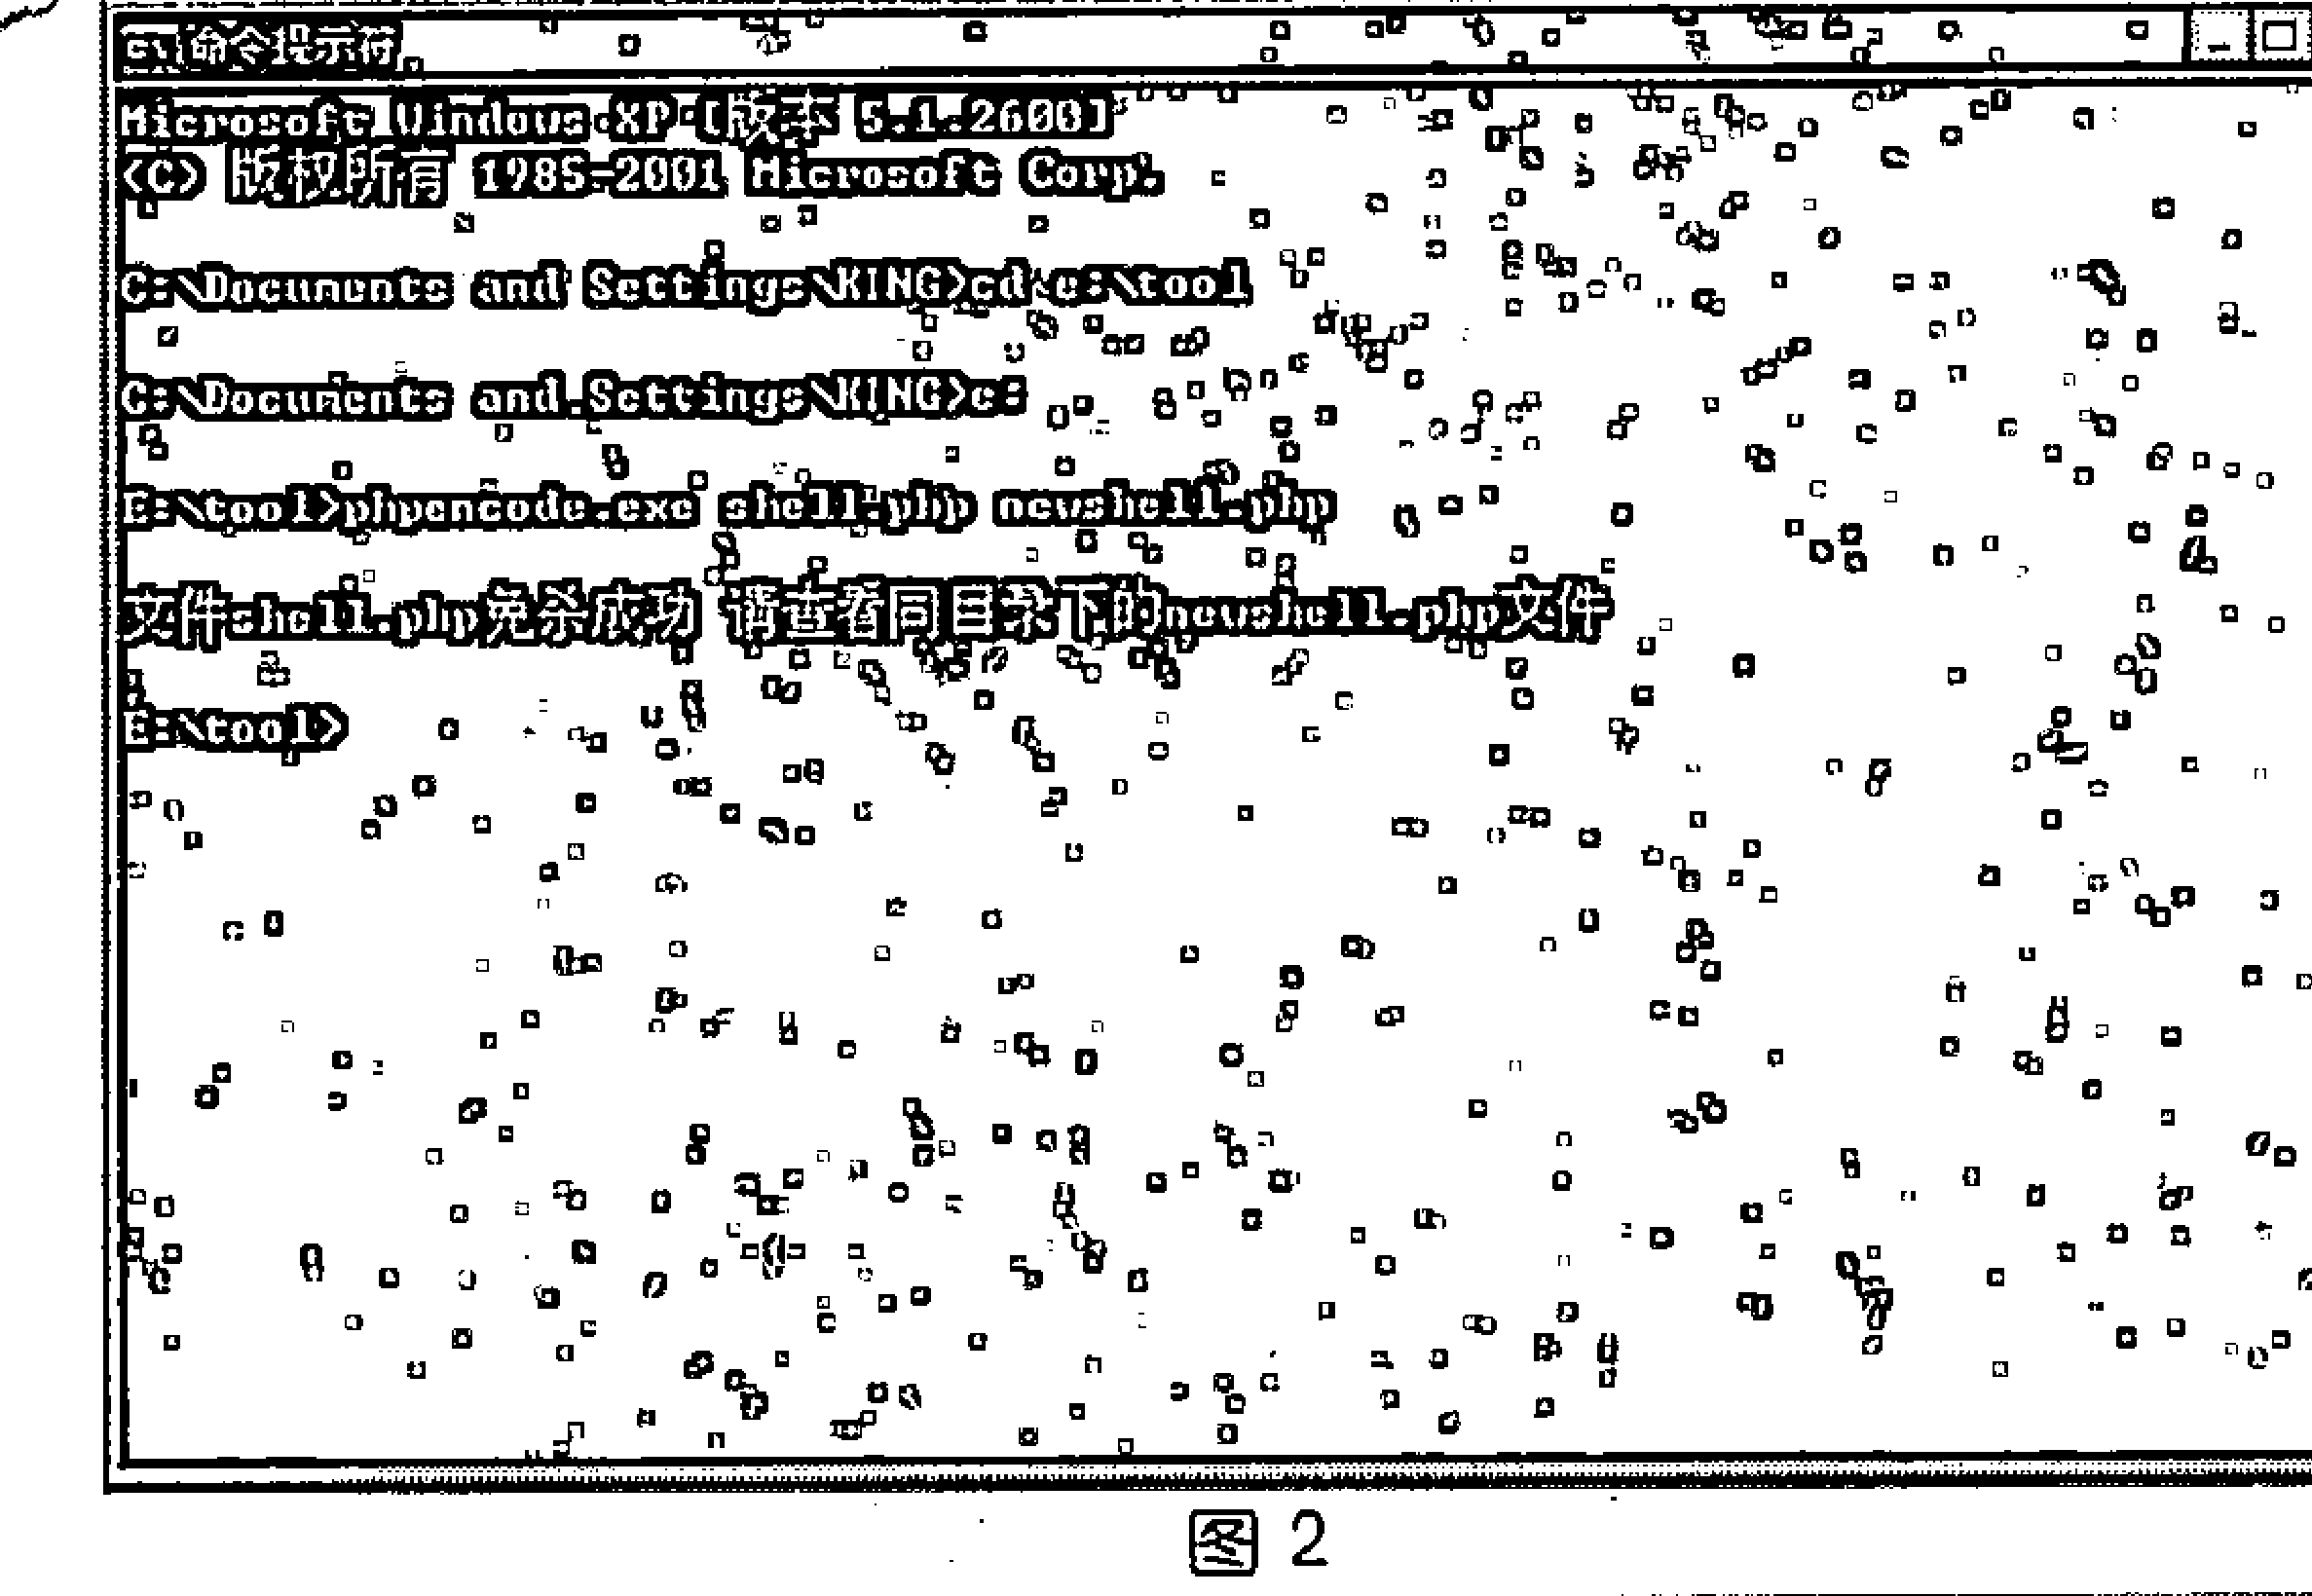 C:\命令提示符
Microsoft Windows XP [版本 5.1.2600]
(C) 版权所有 1985-2001 Microsoft Corp.
C:\Documents and Settings\KING>cd e:\tool
C:\Documents and Settings\KING>e:
E:\tool>phpencode.exe shell.php newshell.php
文件shell.php免杀成功 请查看同目录下的newshell.php文件
E:\tool>
图 2